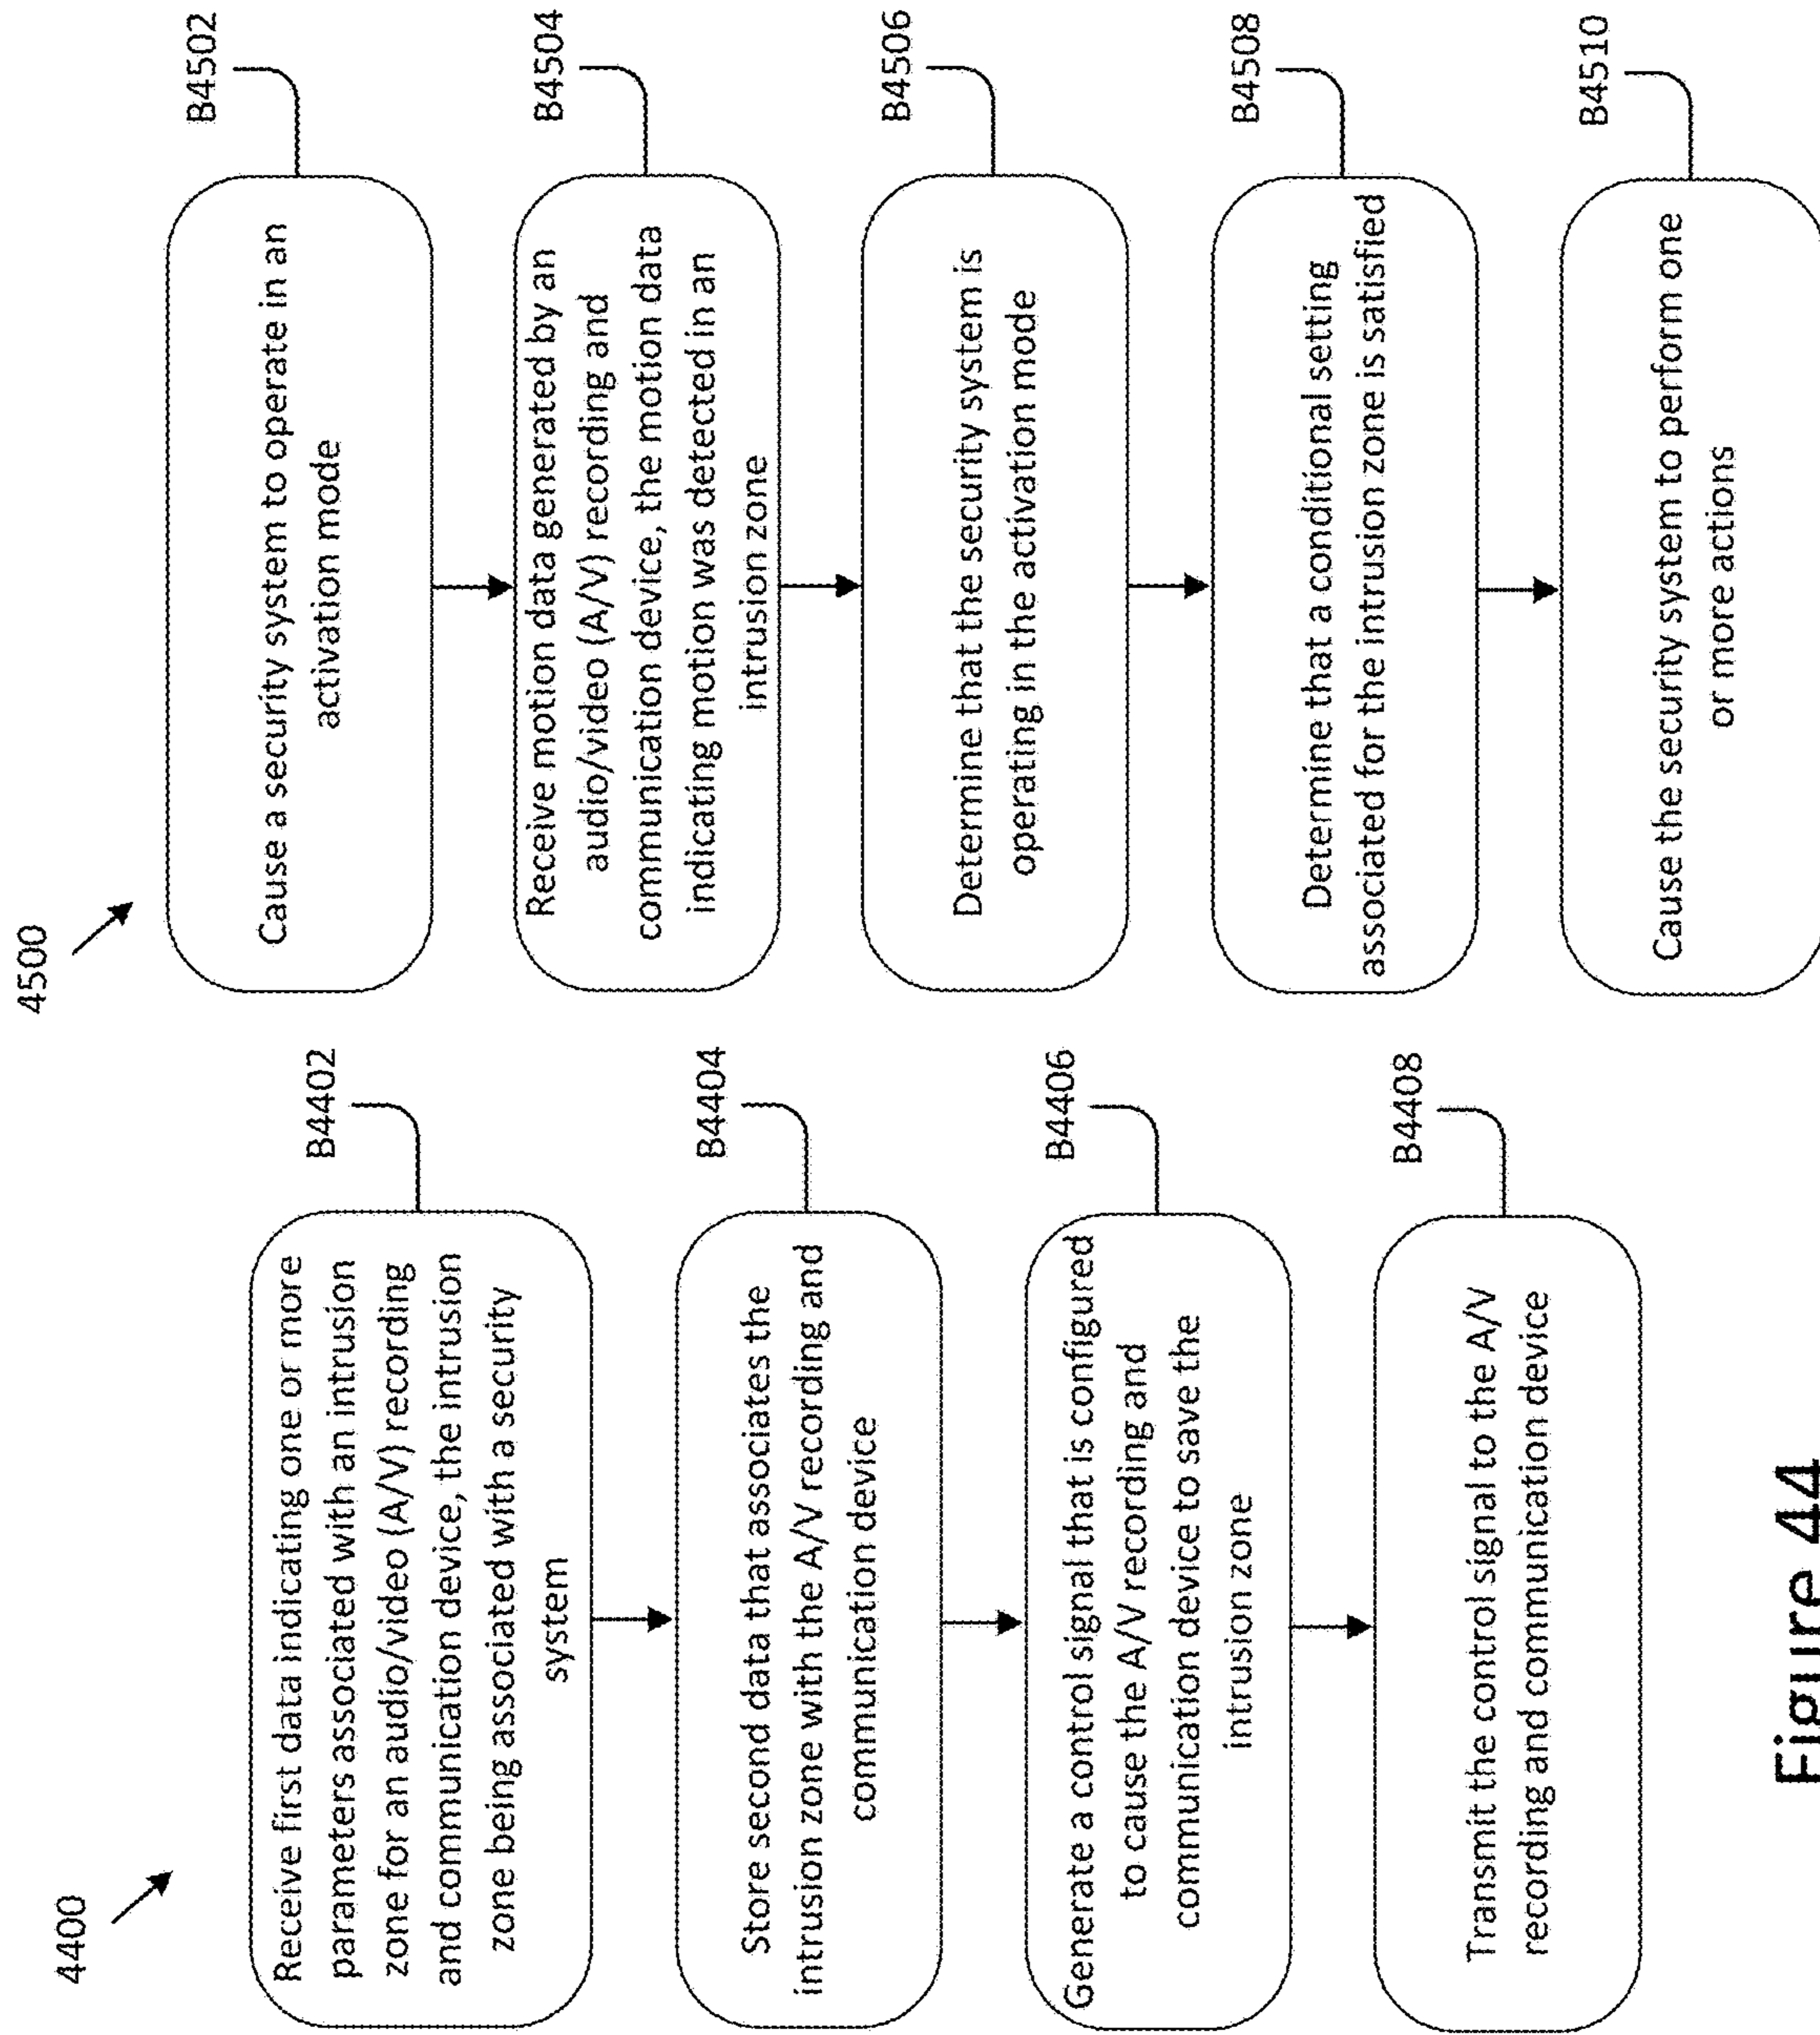 4400
Receive first data indicating one or more
parameters associated with an intrusion
zone for an audio/video (A/V) recording
and communication device, the intrusion
zone being associated with a security
system
B4402
Store second data that associates the
intrusion zone with the A/V recording and
communication device
B4404
Generate a control signal that is configured
to cause the A/V recording and
communication device to save the
intrusion zone
B4406
Transmit the control signal to the A/V
recording and communication device
B4408
Figure 44
4500
Cause a security system to operate in an
activation mode
B4502
Receive motion data generated by an
audio/video (A/V) recording and
communication device, the motion data
indicating motion was detected in an
intrusion zone
B4504
Determine that the security system is
operating in the activation mode
B4506
Determine that a conditional setting
associated for the intrusion zone is satisfied
B4508
Cause the security system to perform one
or more actions
B4510